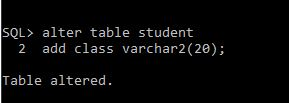 SQL> alter table student
  2  add class varchar2(20);
Table altered.